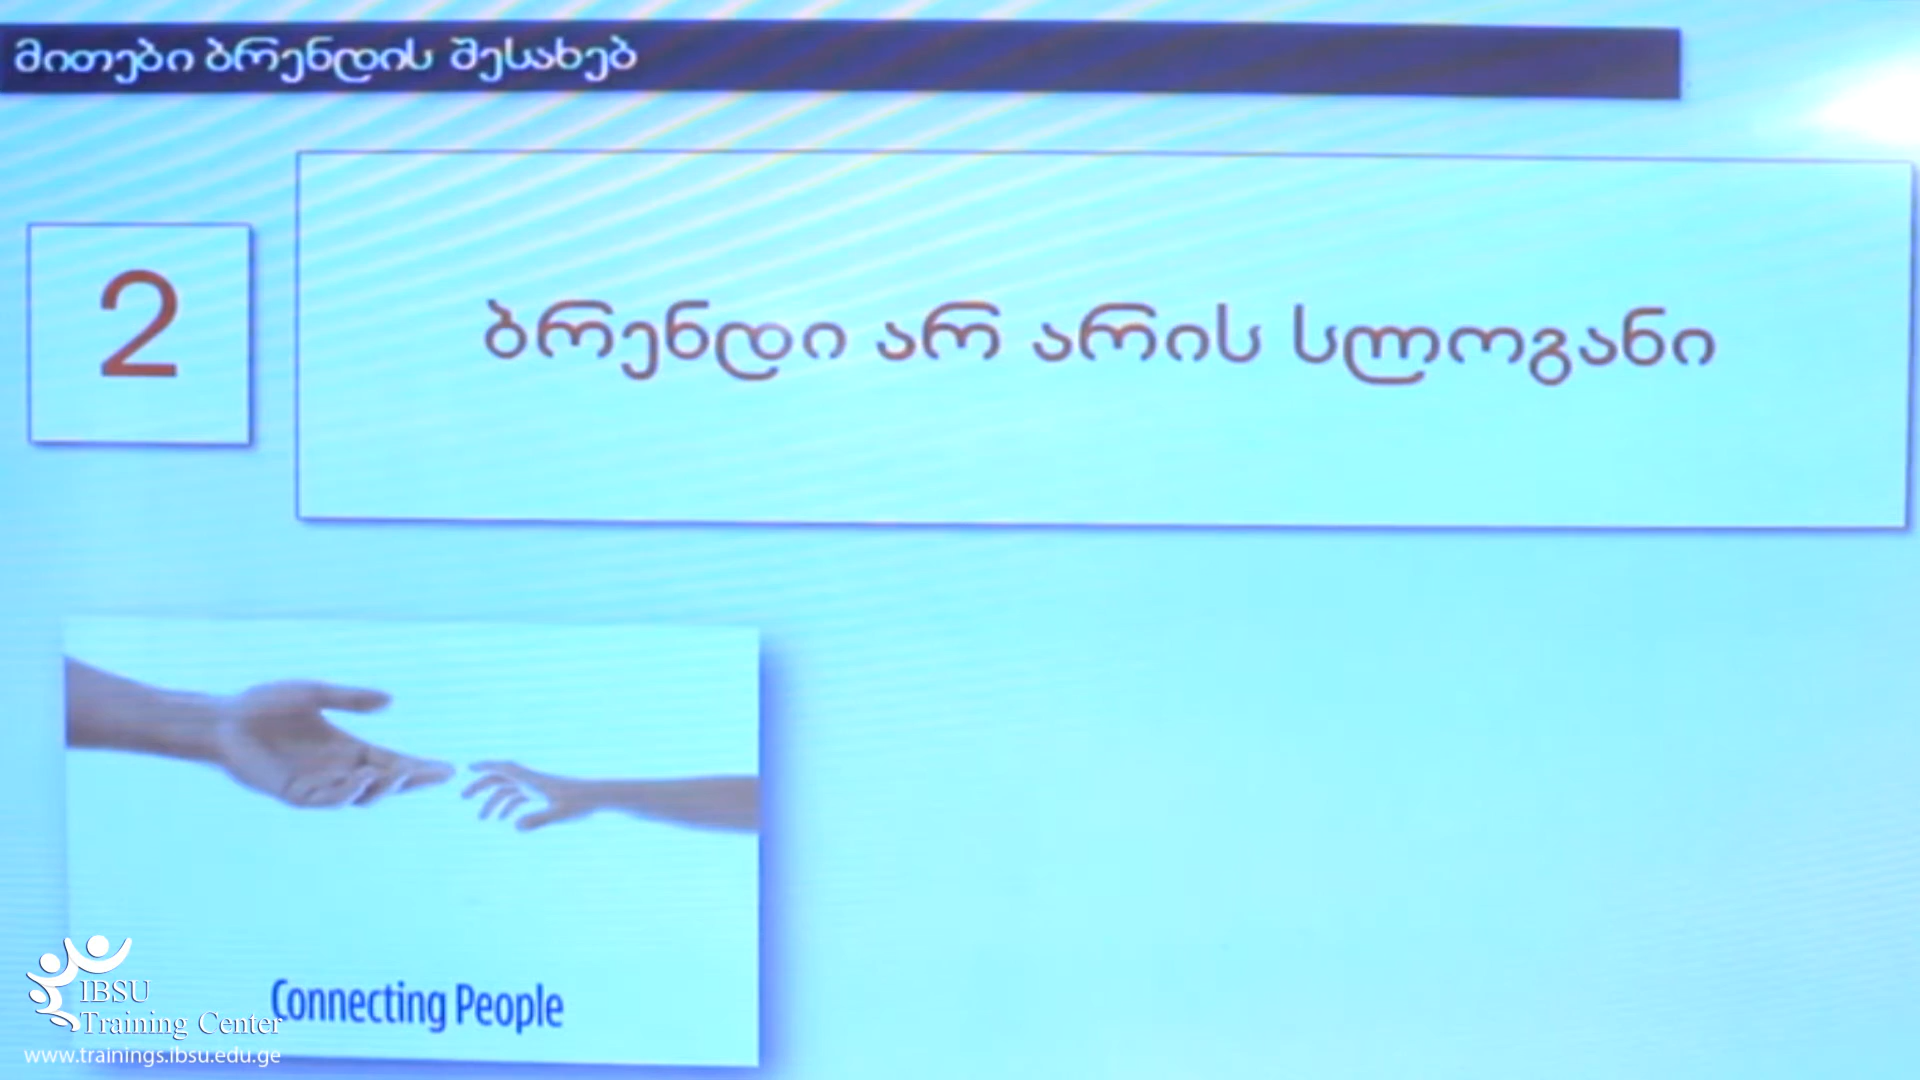 მითები ბრენდის შესახებ
2
ბრენდი არ არის სლოგანი
Connecting People
IBSU
Training Center
www.trainings.ibsu.edu.ge